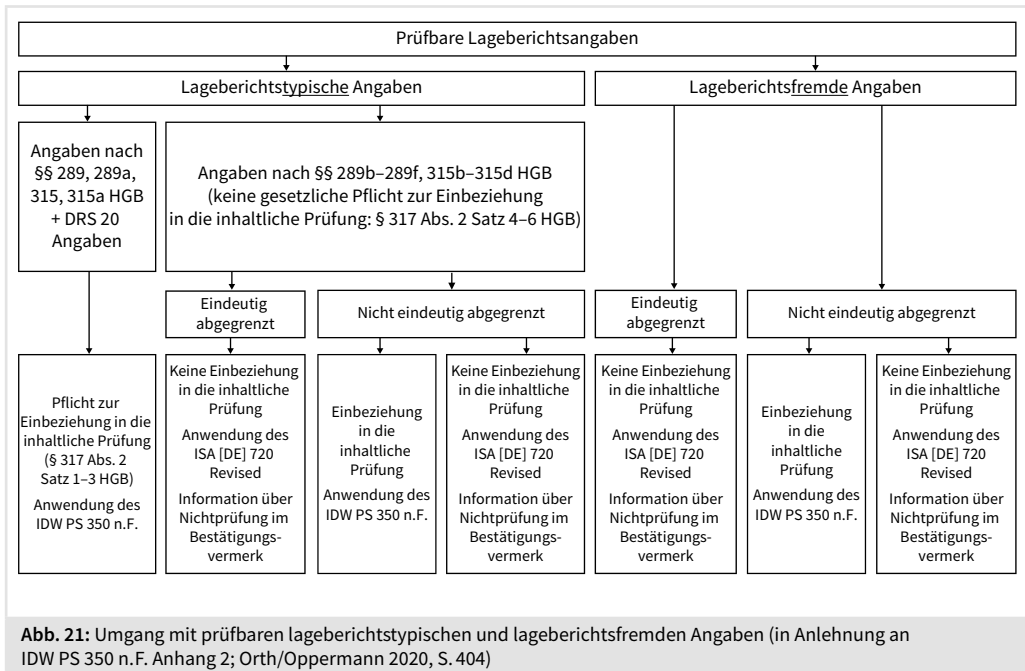 Prüfbare Lageberichtsangaben
Lageberichtstypische Angaben
Lageberichtsfremde Angaben
Angaben nach
§§ 289, 289a,
315, 315a HGB
+ DRS 20
Angaben
Angaben nach §§ 289b–289f, 315b–315d HGB
(keine gesetzliche Pflicht zur Einbeziehung
in die inhaltliche Prüfung: § 317 Abs. 2 Satz 4–6 HGB)
Eindeutig
abgegrenzt
Nicht eindeutig abgegrenzt
Eindeutig
abgegrenzt
Nicht eindeutig abgegrenzt
Pflicht zur
Einbeziehung in die
inhaltliche Prüfung
(§ 317 Abs. 2
Satz 1–3 HGB)
Anwendung des
IDW PS 350 n.F.
Keine Einbeziehung
in die inhaltliche
Prüfung
Anwendung des
ISA [DE] 720
Revised
Information über
Nichtprüfung im
Bestätigungs-
vermerk
Einbeziehung
in die
inhaltliche
Prüfung
Anwendung des
IDW PS 350 n.F.
Keine Einbeziehung
in die inhaltliche
Prüfung
Anwendung des
ISA [DE] 720
Revised
Information über
Nichtprüfung im
Bestätigungs-
vermerk
Keine Einbeziehung
in die inhaltliche
Prüfung
Anwendung des
ISA [DE] 720
Revised
Information über
Nichtprüfung im
Bestätigungs-
vermerk
Einbeziehung
in die
inhaltliche
Prüfung
Anwendung des
IDW PS 350 n.F.
Keine Einbeziehung
in die inhaltliche
Prüfung
Anwendung des
ISA [DE] 720
Revised
Information über
Nichtprüfung im
Bestätigungs-
vermerk
Abb. 21: Umgang mit prüfbaren lageberichtstypischen und lageberichtsfremden Angaben (in Anlehnung an
IDW PS 350 n.F. Anhang 2; Orth/Oppermann 2020, S. 404)